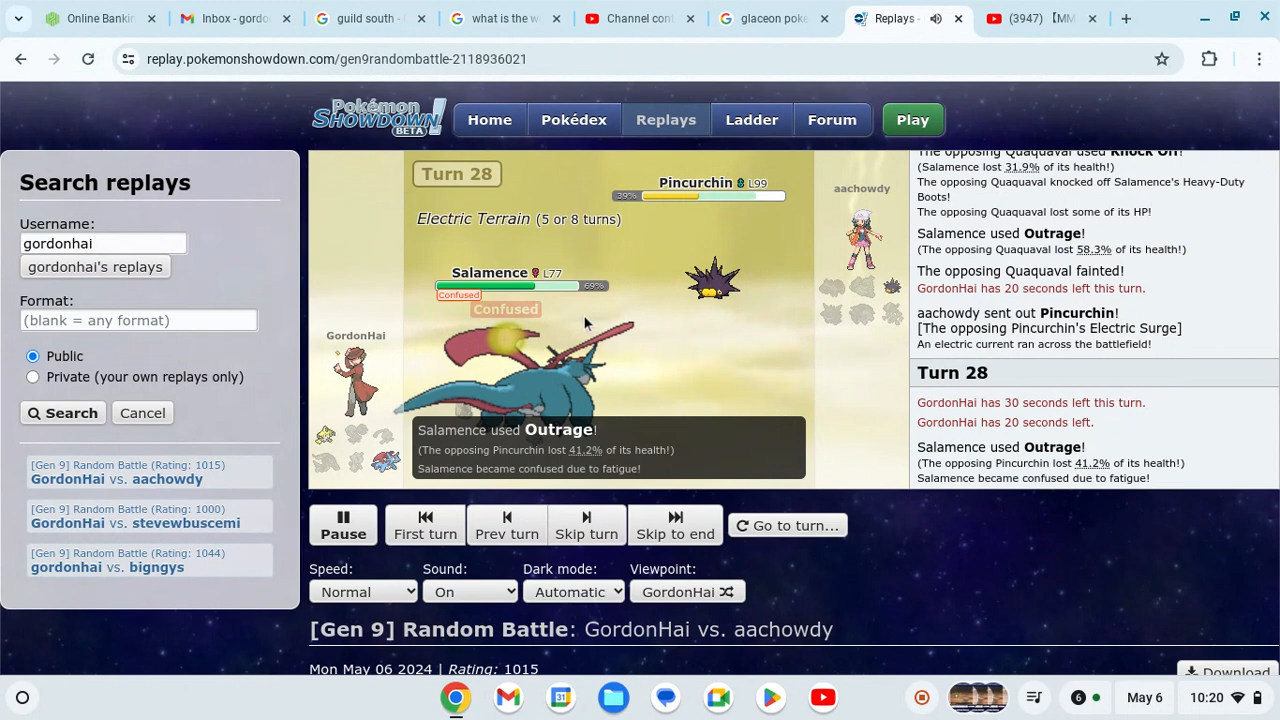 Online Bankin
Inbox - gordo
guild south -
what is the w
Channel cont
glaceon poke
Replays -
(3947) 【MM
replay.pokemonshowdown.com/gen9randombattle-2118936021
Pokémon
SHOWDOWN!
BETA
Home
Pokédex
Replays
Ladder
Forum
Play
Search replays
Username:
gordonhai
gordonhai's replays
Format:
(blank = any format)
Public
Private (your own replays only)
Search
Cancel
[Gen 9] Random Battle (Rating: 1015)
GordonHai vs. aachowdy
[Gen 9] Random Battle (Rating: 1000)
GordonHai vs. stevewbuscemi
[Gen 9] Random Battle (Rating: 1044)
gordonhai vs. bigngys
Turn 28
Pincurchin L99
39%
Electric Terrain (5 or 8 turns)
Salamence L77
69%
Confused
Confused
GordonHai
aachowdy
Salamence used Outrage!
(The opposing Pincurchin lost 41.2% of its health!)
Salamence became confused due to fatigue!
The opposing Quaquaval used Knock Off!
(Salamence lost 31.9% of its health!)
The opposing Quaquaval knocked off Salamence's Heavy-Duty
Boots!
The opposing Quaquaval lost some of its HP!
Salamence used Outrage!
(The opposing Quaquaval lost 58.3% of its health!)
The opposing Quaquaval fainted!
GordonHai has 20 seconds left this turn.
aachowdy sent out Pincurchin!
[The opposing Pincurchin's Electric Surge]
An electric current ran across the battlefield!
Turn 28
GordonHai has 30 seconds left this turn.
GordonHai has 20 seconds left.
Salamence used Outrage!
(The opposing Pincurchin lost 41.2% of its health!)
Salamence became confused due to fatigue!
Pause
First turn
Prev turn
Skip turn
Skip to end
Go to turn...
Speed:
Sound:
Dark mode:
Viewpoint:
Normal
On
Automatic
GordonHai
[Gen 9] Random Battle: GordonHai vs. aachowdy
Mon May 06 2024 | Rating: 1015
Download
6
May 6
10:20